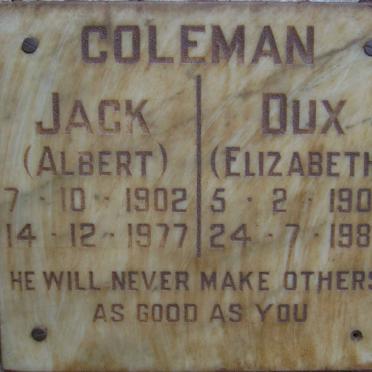 COLEMAN
JACK DUX
(ALBERT) (ELIZABETH
7 · 10 · 1902 5 · 2 · 190
14 · 12 · 1977 24 · 7 · 198
HE WILL NEVER MAKE OTHERS
AS GOOD AS YOU